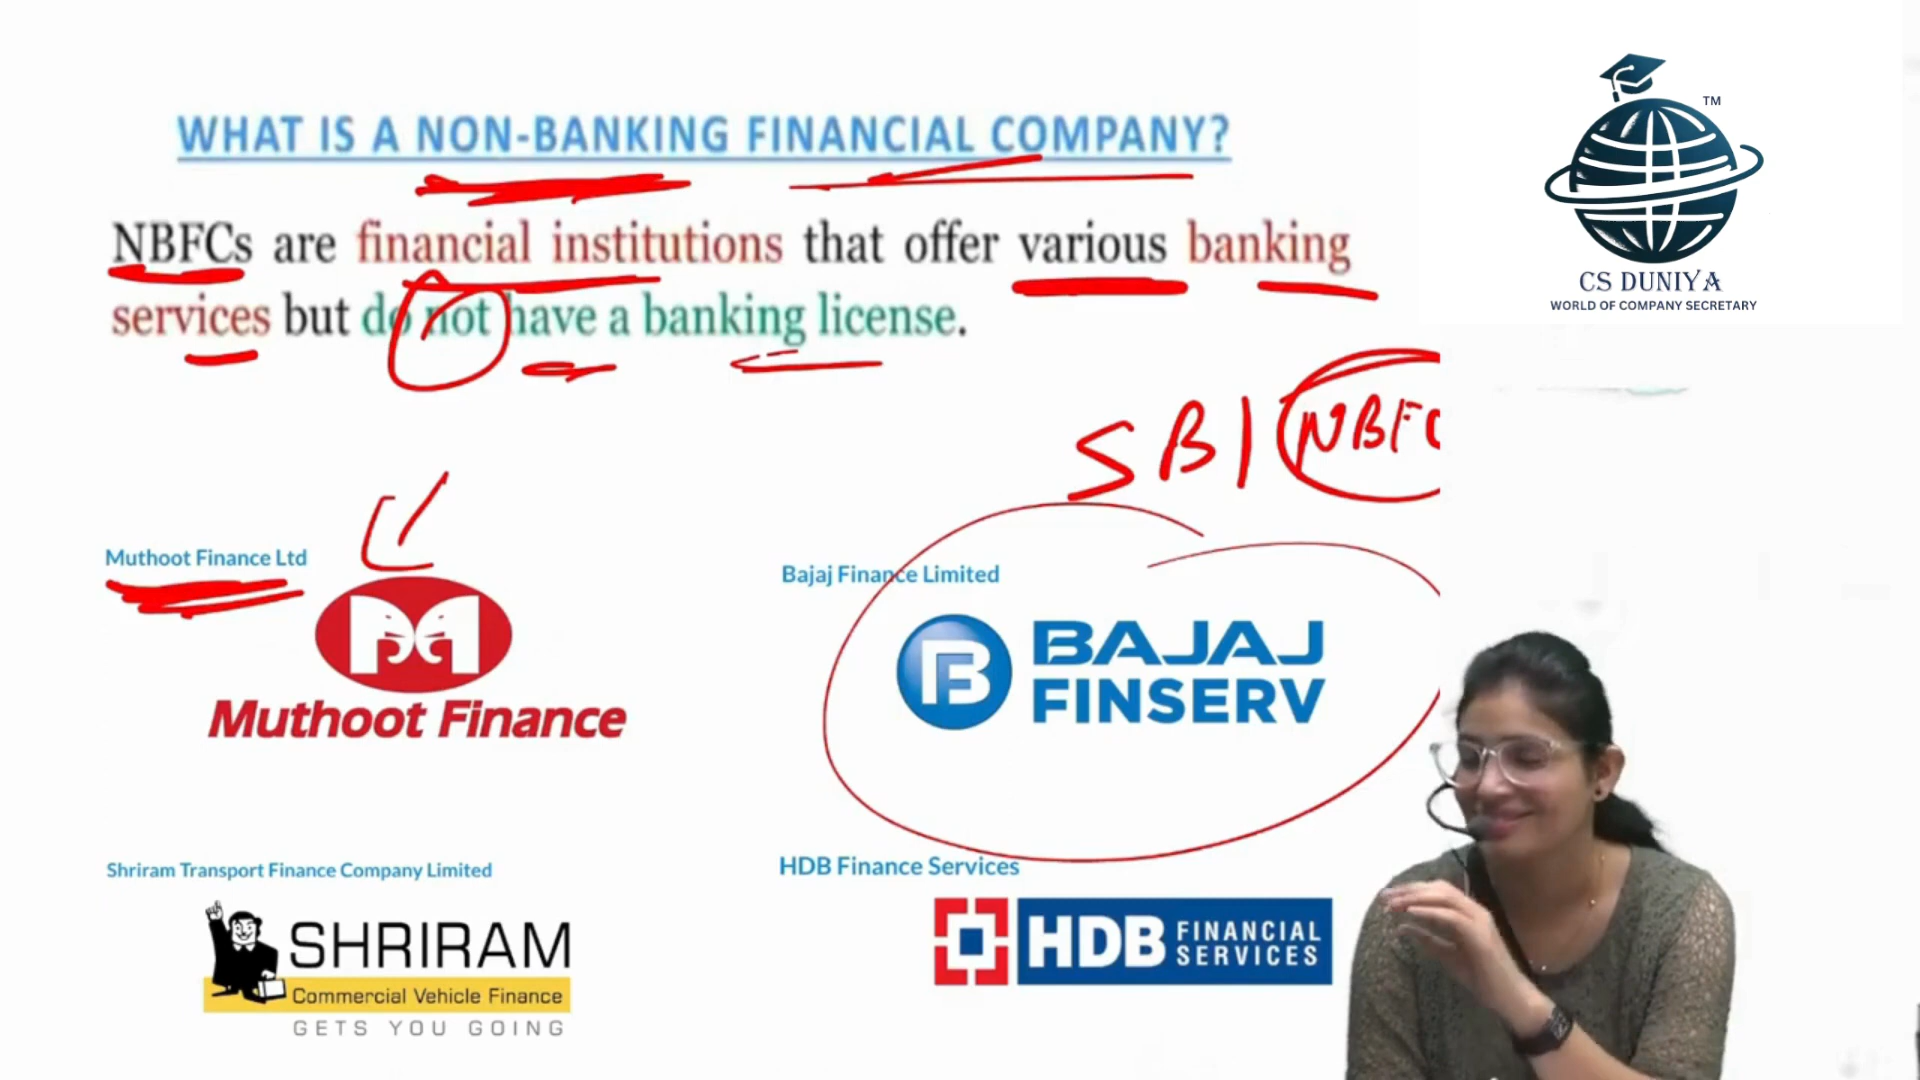 WHAT IS A NON-BANKING FINANCIAL COMPANY?
NBFCs are financial institutions that offer various banking
services but do not have a banking license.
TM
CS DUNIYA
WORLD OF COMPANY SECRETARY
SBI NBFC
Muthoot Finance Ltd
Muthoot Finance
Bajaj Finance Limited
BAJAJ
FINSERV
Shriram Transport Finance Company Limited
SHRIRAM
Commercial Vehicle Finance
GETS YOU GOING
HDB Finance Services
HDB FINANCIAL
SERVICES